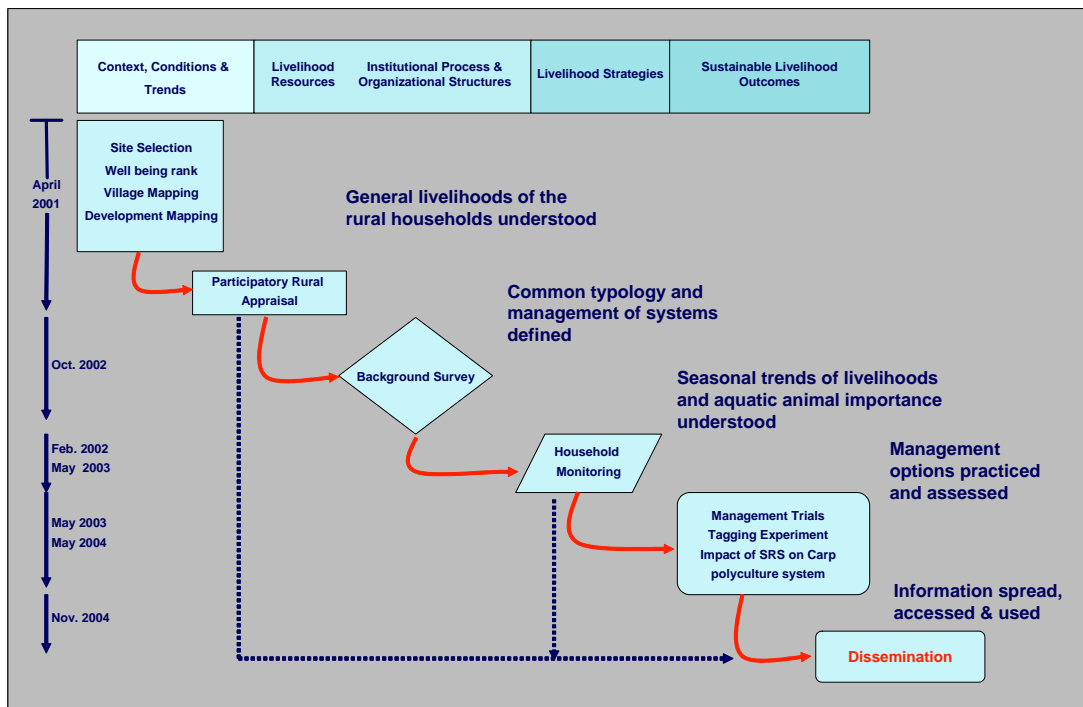 Context, Conditions &
Trends
Livelihood
Resources
Institutional Process &
Organizational Structures
Livelihood Strategies
Sustainable Livelihood
Outcomes
April
2001
Site Selection
Well being rank
Village Mapping
Development Mapping
General livelihoods of the
rural households understood
Participatory Rural
Appraisal
Common typology and
management of systems
defined
Oct. 2002
Background Survey
Seasonal trends of livelihoods
and aquatic animal importance
understood
Feb. 2002
May 2003
Household
Monitoring
Management
options practiced
and assessed
May 2003
May 2004
Management Trials
Tagging Experiment
Impact of SRS on Carp
polyculture system
Information spread,
accessed & used
Nov. 2004
Dissemination